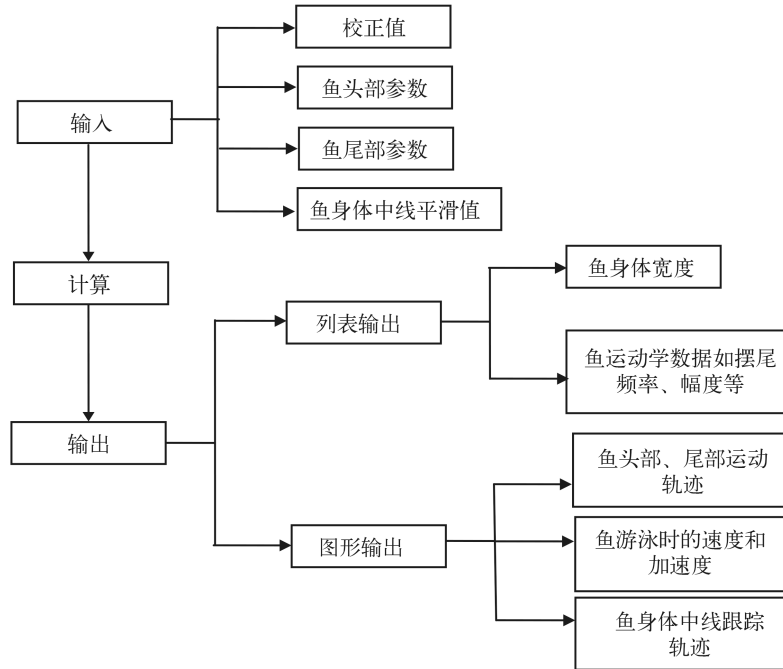 校正值
鱼头部参数
输入
鱼尾部参数
鱼身体中线平滑值
鱼身体宽度
计算
列表输出
鱼运动学数据如摆尾
频率、幅度等
输出
鱼头部、尾部运动
轨迹
图形输出
鱼游泳时的速度和
加速度
鱼身体中线跟踪
轨迹